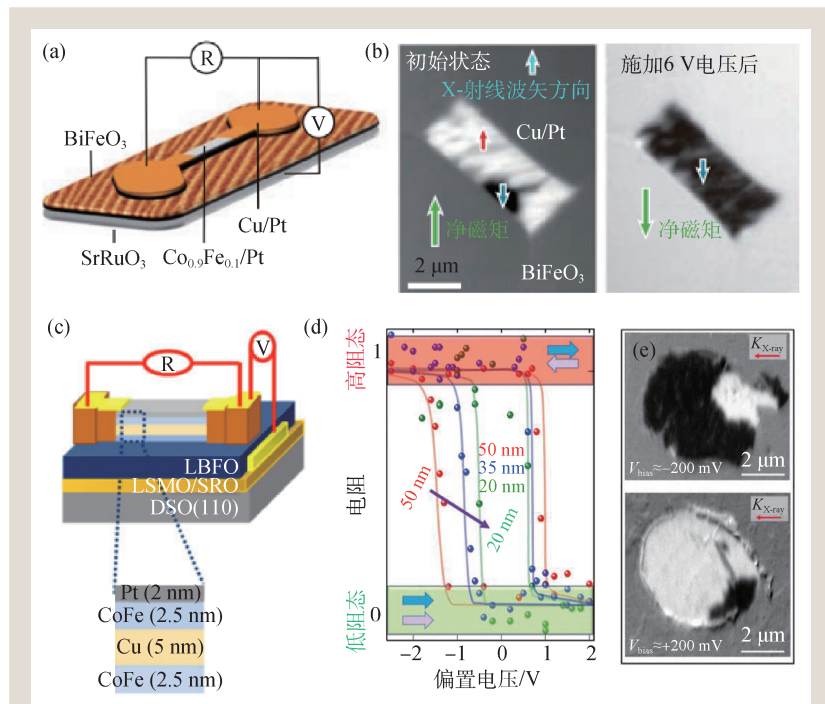 (a)
R
V
BiFeO₃
Cu/Pt
SrRuO₃
Co₀.₉Fe₀.₁/Pt
(b)
初始状态
X-射线波矢方向
Cu/Pt
净磁矩
2 μm
BiFeO₃
施加6 V电压后
净磁矩
(c)
R
V
LBFO
LSMO/SRO
DSO(110)
Pt (2 nm)
CoFe (2.5 nm)
Cu (5 nm)
CoFe (2.5 nm)
(d)
高阻态
1
电阻
50 nm
35 nm
20 nm
50 nm
20 nm
低阻态
0
−2
−1
0
1
2
偏置电压/V
(e)
K X-ray
V bias≈−200 mV
2 μm
K X-ray
V bias≈+200 mV
2 μm